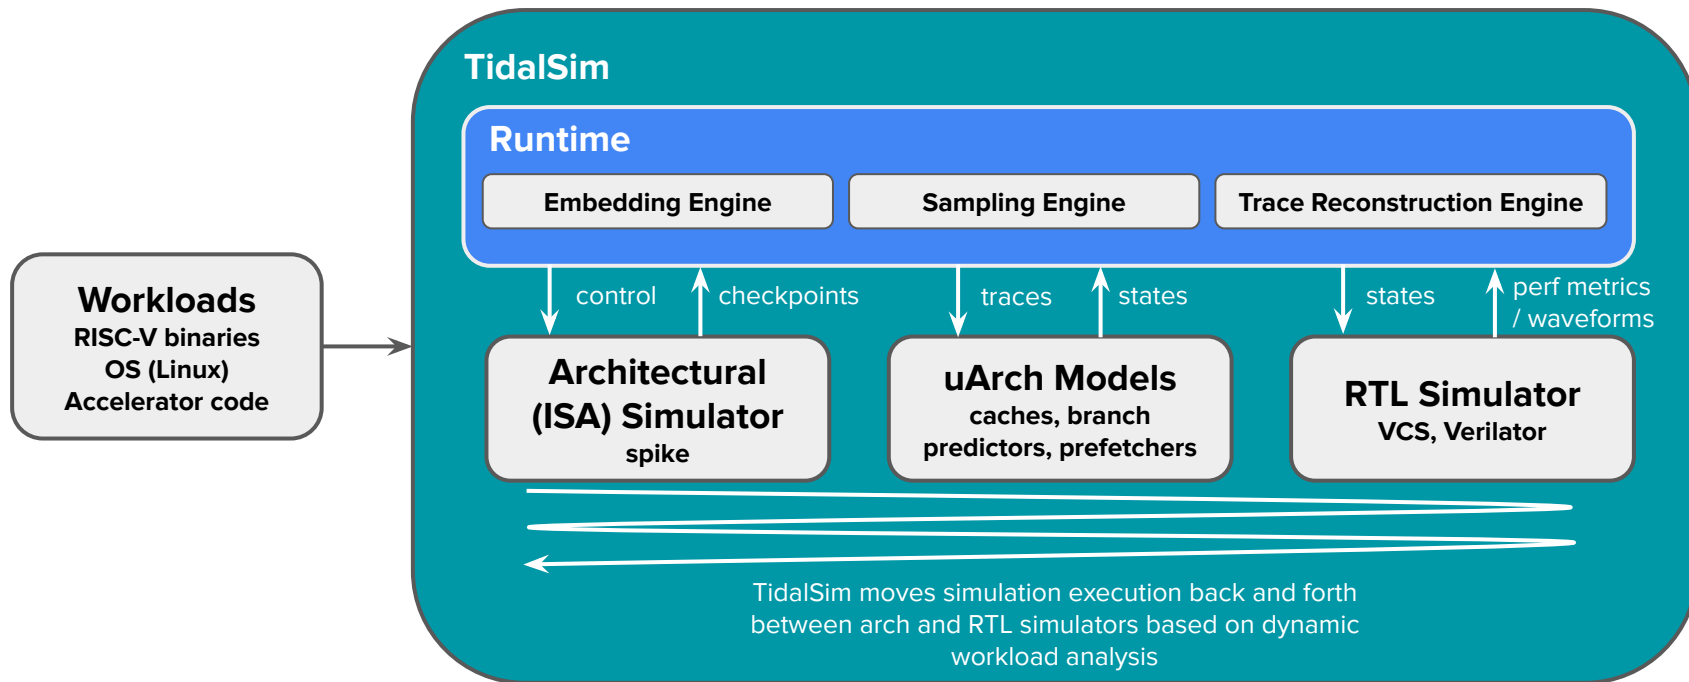 TidalSim
Runtime
Embedding Engine
Sampling Engine
Trace Reconstruction Engine
control
checkpoints
traces
states
states
perf metrics
/ waveforms
Workloads
RISC-V binaries
OS (Linux)
Accelerator code
Architectural
(ISA) Simulator
spike
uArch Models
caches, branch
predictors, prefetchers
RTL Simulator
VCS, Verilator
TidalSim moves simulation execution back and forth
between arch and RTL simulators based on dynamic
workload analysis